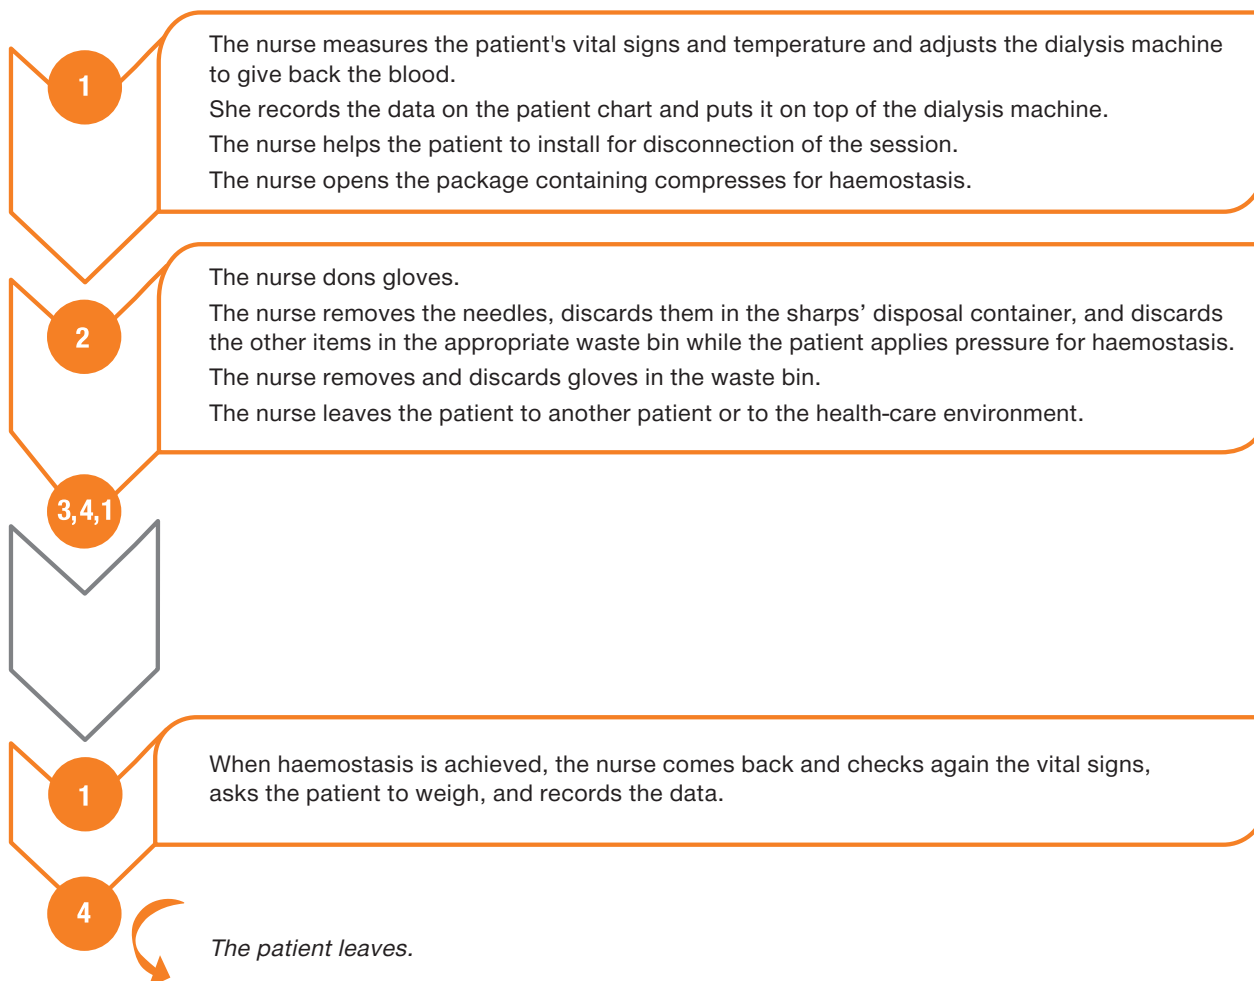 1
The nurse measures the patient's vital signs and temperature and adjusts the dialysis machine
to give back the blood.
She records the data on the patient chart and puts it on top of the dialysis machine.
The nurse helps the patient to install for disconnection of the session.
The nurse opens the package containing compresses for haemostasis.
2
The nurse dons gloves.
The nurse removes the needles, discards them in the sharps’ disposal container, and discards
the other items in the appropriate waste bin while the patient applies pressure for haemostasis.
The nurse removes and discards gloves in the waste bin.
The nurse leaves the patient to another patient or to the health-care environment.
3,4,1
1
When haemostasis is achieved, the nurse comes back and checks again the vital signs,
asks the patient to weigh, and records the data.
4
The patient leaves.